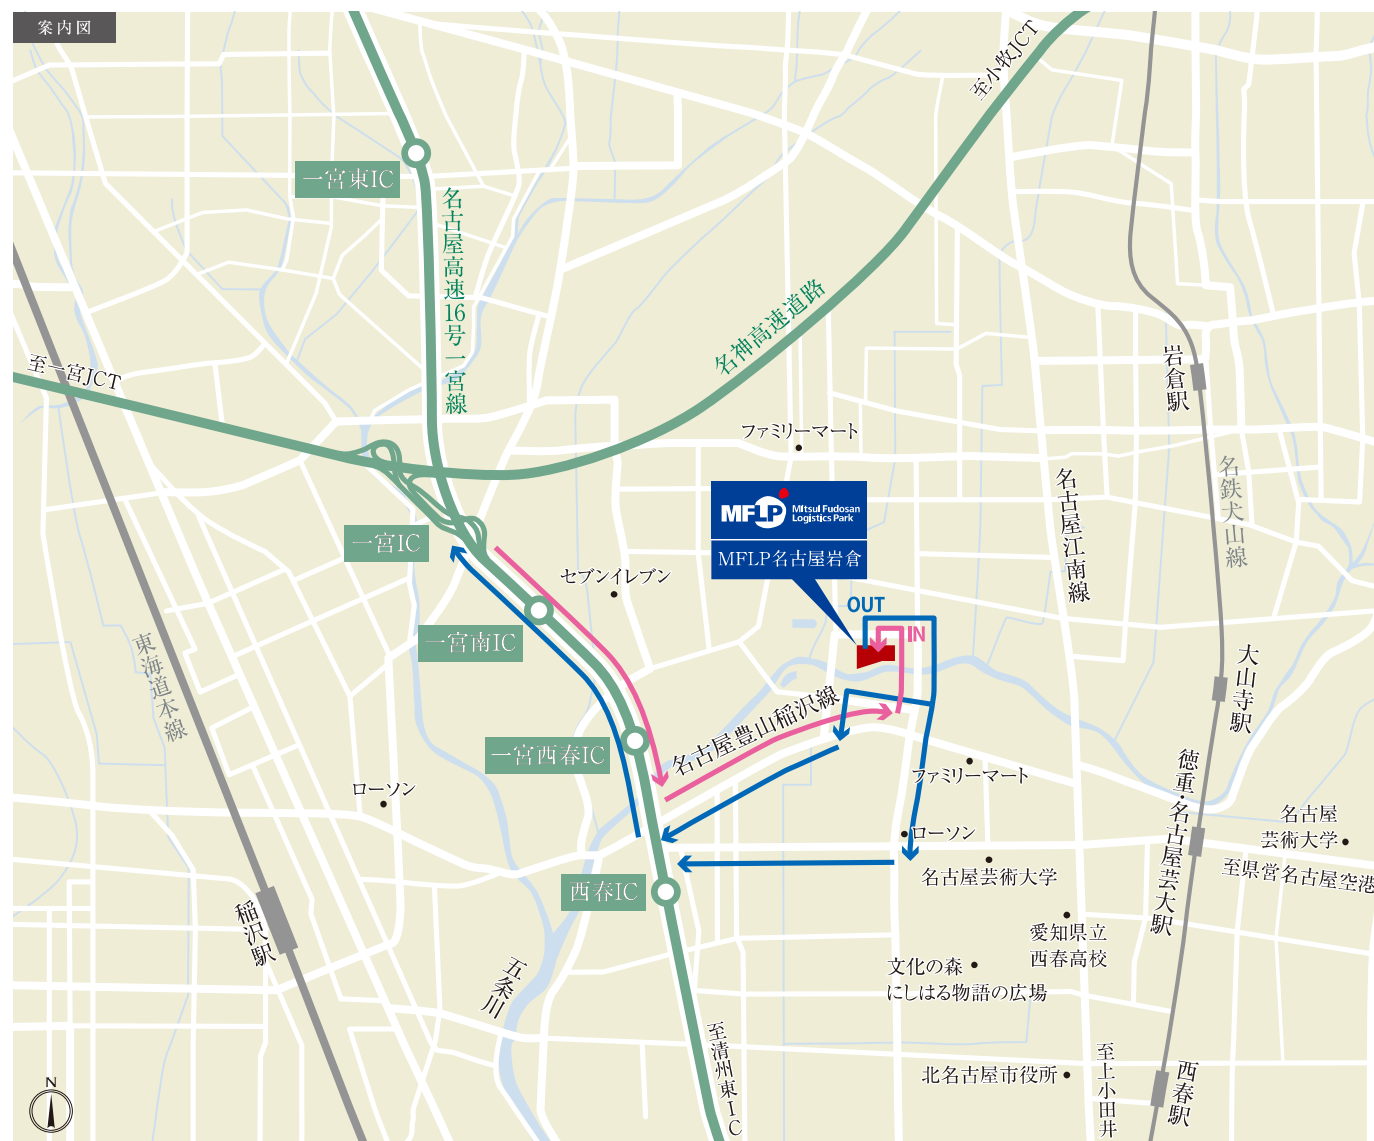 案内図
至小牧JCT
一宮東IC
名古屋高速16号一宮線
名神高速道路
至一宮JCT
岩倉駅
ファミリーマート
名鉄犬山線
名古屋江南線
MFLP Mitsui Fudosan
Logistics Park
MFLP名古屋岩倉
一宮IC
セブンイレブン
OUT
IN
一宮南IC
東海道本線
大山寺駅
名古屋豊山稲沢線
一宮西春IC
徳重・名古屋芸大駅
ファミリーマート
ローソン
名古屋
芸術大学
ローソン
至県営名古屋空港
名古屋芸術大学
西春IC
稲沢駅
愛知県立
西春高校
五条川
文化の森
にしはる物語の広場
至清州東IC
至上小田井
北名古屋市役所
西春駅
N